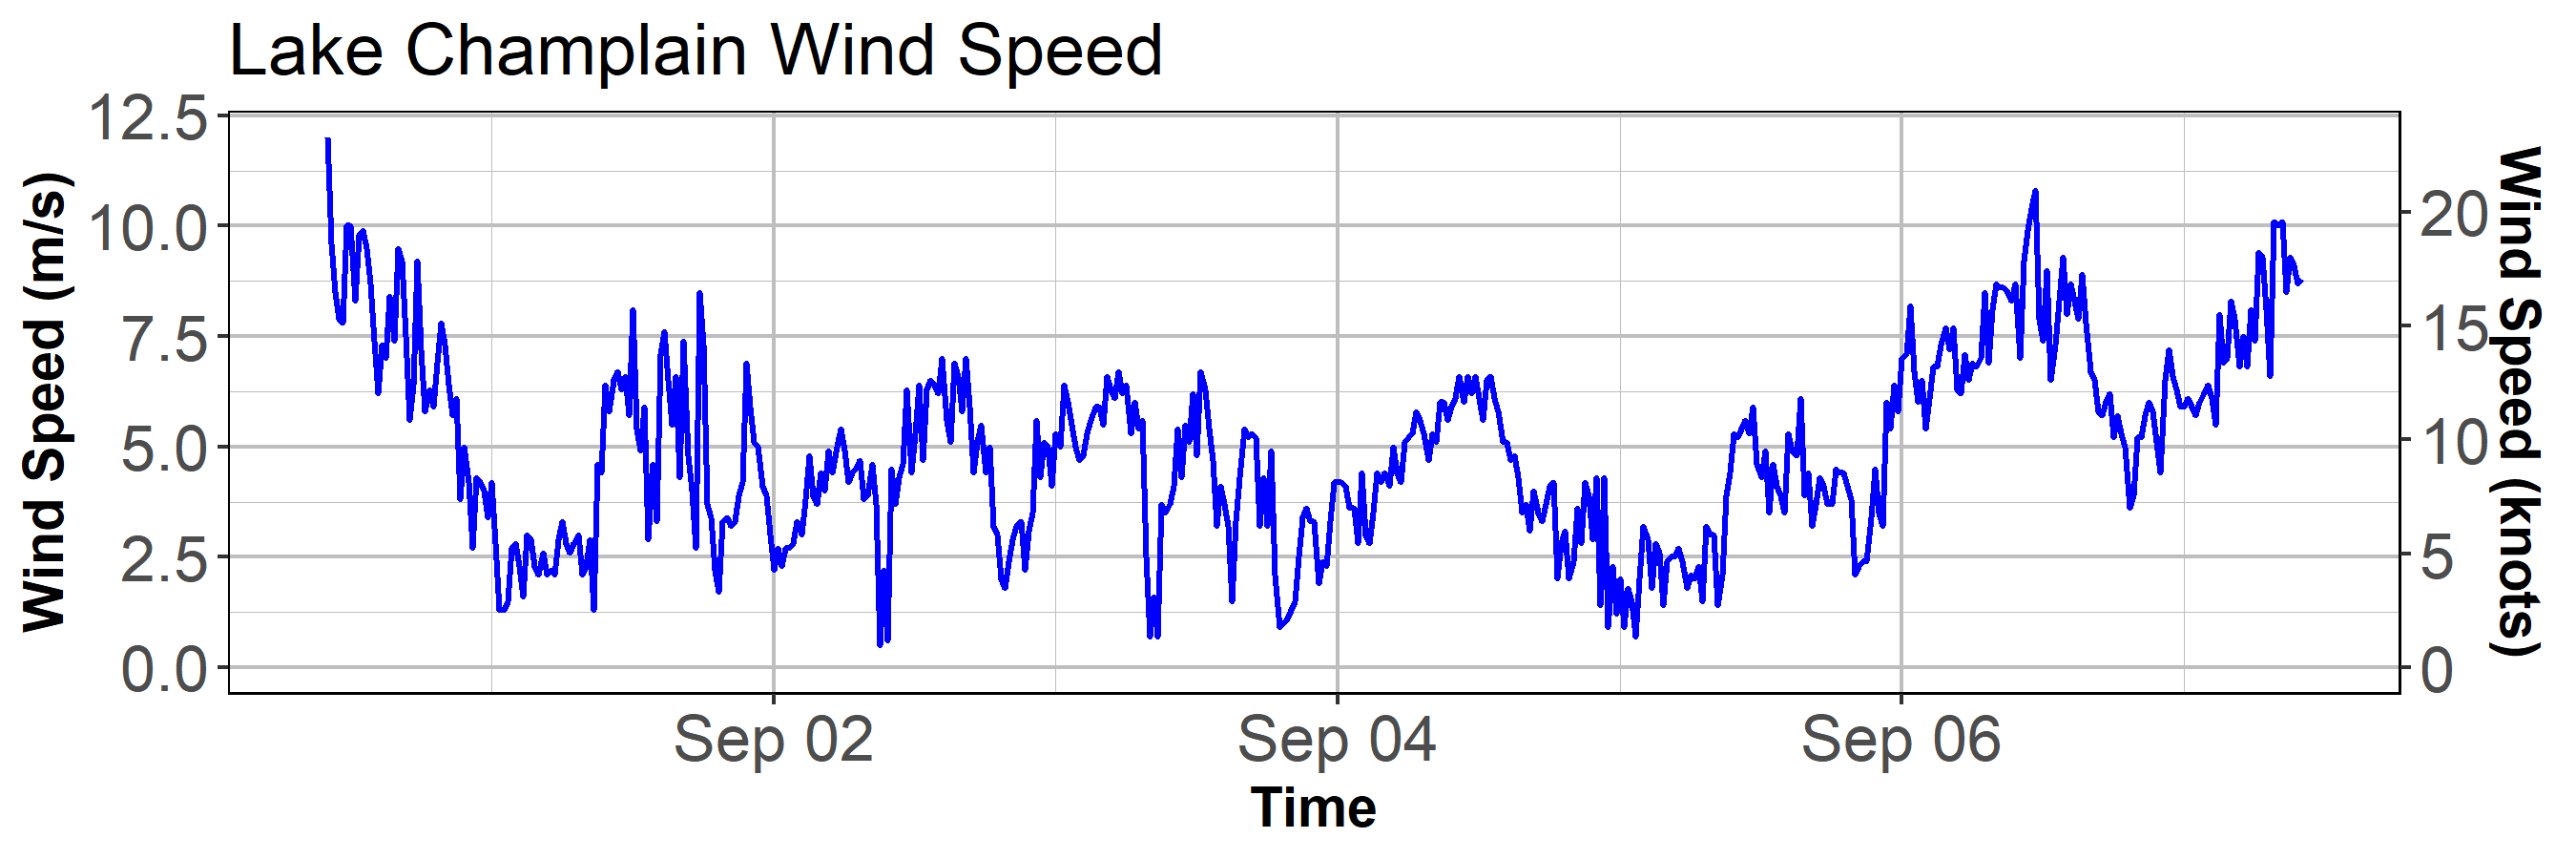 Lake Champlain Wind Speed
Wind Speed (m/s)
12.5
10.0
7.5
5.0
2.5
0.0
20
15
10
5
0
Wind Speed (knots)
Sep 02
Sep 04
Sep 06
Time